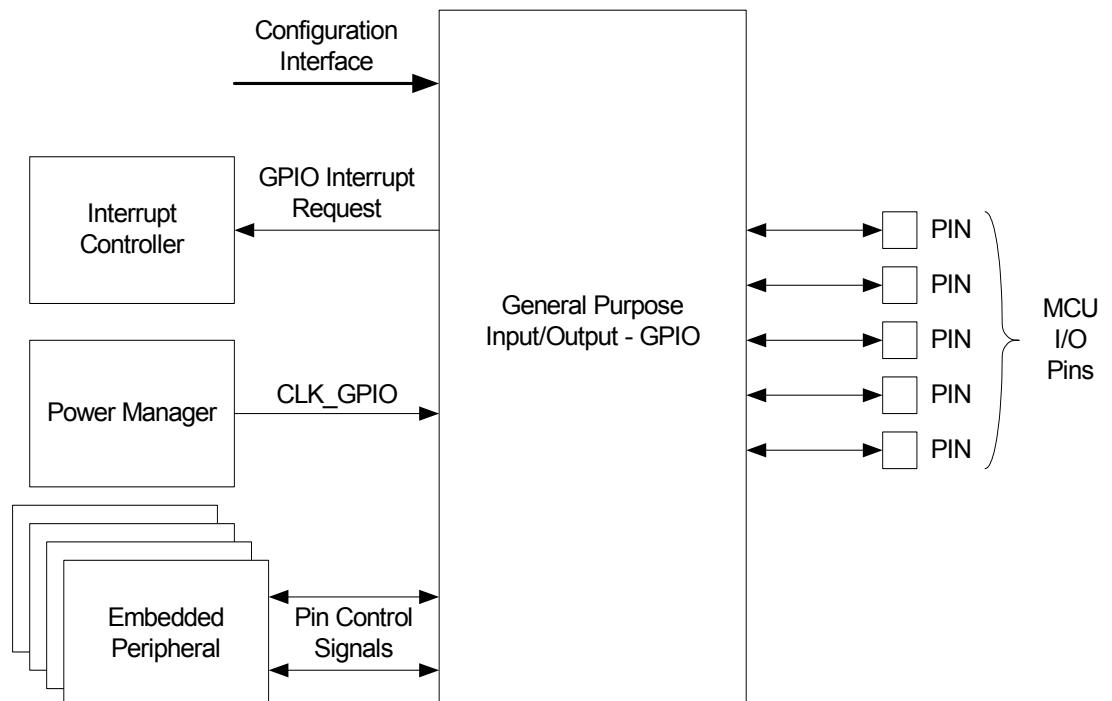 Configuration
Interface
Interrupt
Controller
GPIO Interrupt
Request
Power Manager
CLK_GPIO
Embedded
Peripheral
Pin Control
Signals
General Purpose
Input/Output - GPIO
PIN
PIN
PIN
PIN
PIN
MCU
I/O
Pins